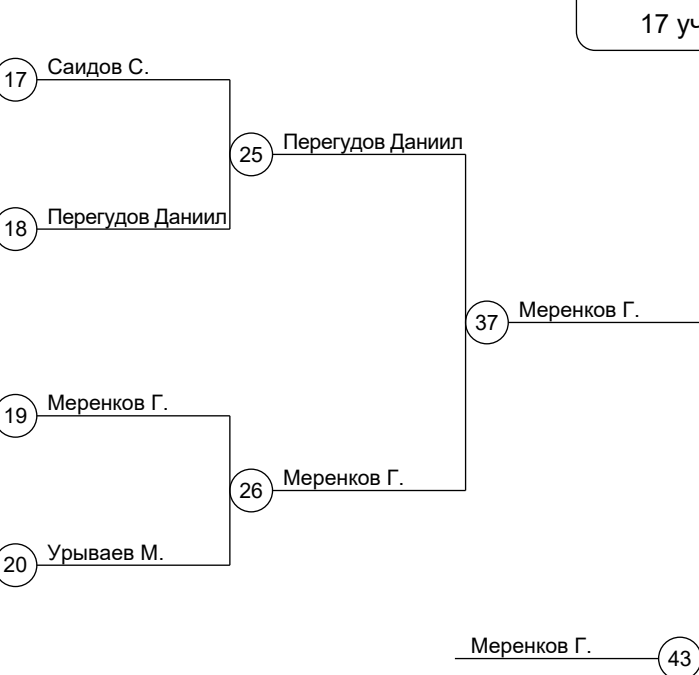 17 уч
17 Саидов С.
25 Перегудов Даниил
18 Перегудов Даниил
37 Меренков Г.
19 Меренков Г.
26 Меренков Г.
20 Урываев М.
Меренков Г. 43